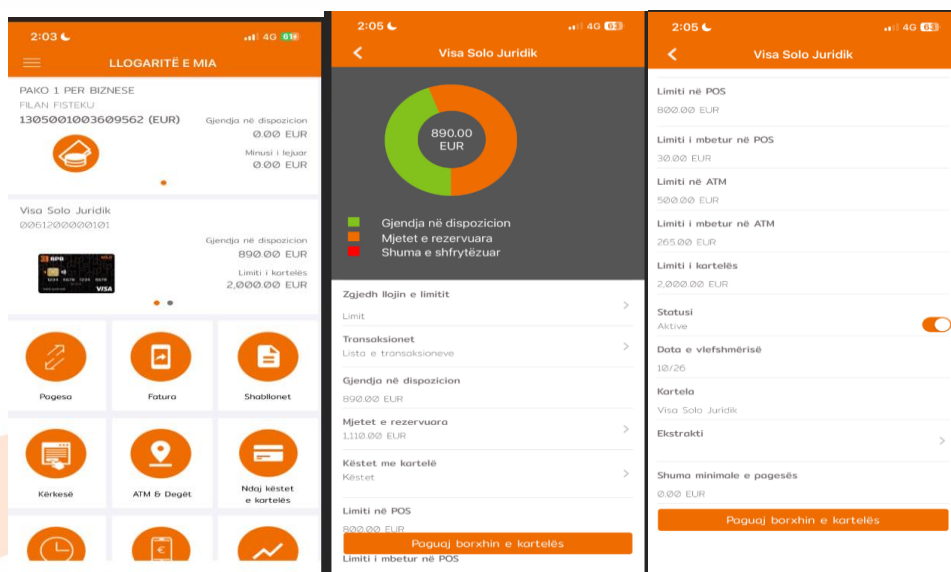 2:03
4G 61
LLOGARITË E MIA
PAKO 1 PER BIZNESE
FILAN FISTEKU
1305001003609562 (EUR)
Gjendja në dispozicion
0.00 EUR
Minusi i lejuar
0.00 EUR
Visa Solo Juridik
0061200000101
Gjendja në dispozicion
890.00 EUR
Limiti i kartelës
2,000.00 EUR
BPB
VISA
Pagesa
Fatura
Shabllonet
Kërkesë
ATM & Degët
Ndaj këstet
e kartelës
2:05
4G 63
Visa Solo Juridik
890.00
EUR
Gjendja në dispozicion
Mjetet e rezervuara
Shuma e shfrytëzuar
Zgjedh llojin e limitit
Limit
Transaksionet
Lista e transaksioneve
Gjendja në dispozicion
890.00 EUR
Mjetet e rezervuara
1,110.00 EUR
Këstet me kartelë
Këstet
Limiti në POS
800.00 EUR
Paguaj borxhin e kartelës
Limiti i mbetur në POS
2:05
4G 63
Visa Solo Juridik
Limiti në POS
800.00 EUR
Limiti i mbetur në POS
30.00 EUR
Limiti në ATM
500.00 EUR
Limiti i mbetur në ATM
265.00 EUR
Limiti i kartelës
2,000.00 EUR
Statusi
Aktive
Data e vlefshmërisë
10/26
Kartela
Visa Solo Juridik
Ekstrakti
Shuma minimale e pagesës
0.00 EUR
Paguaj borxhin e kartelës